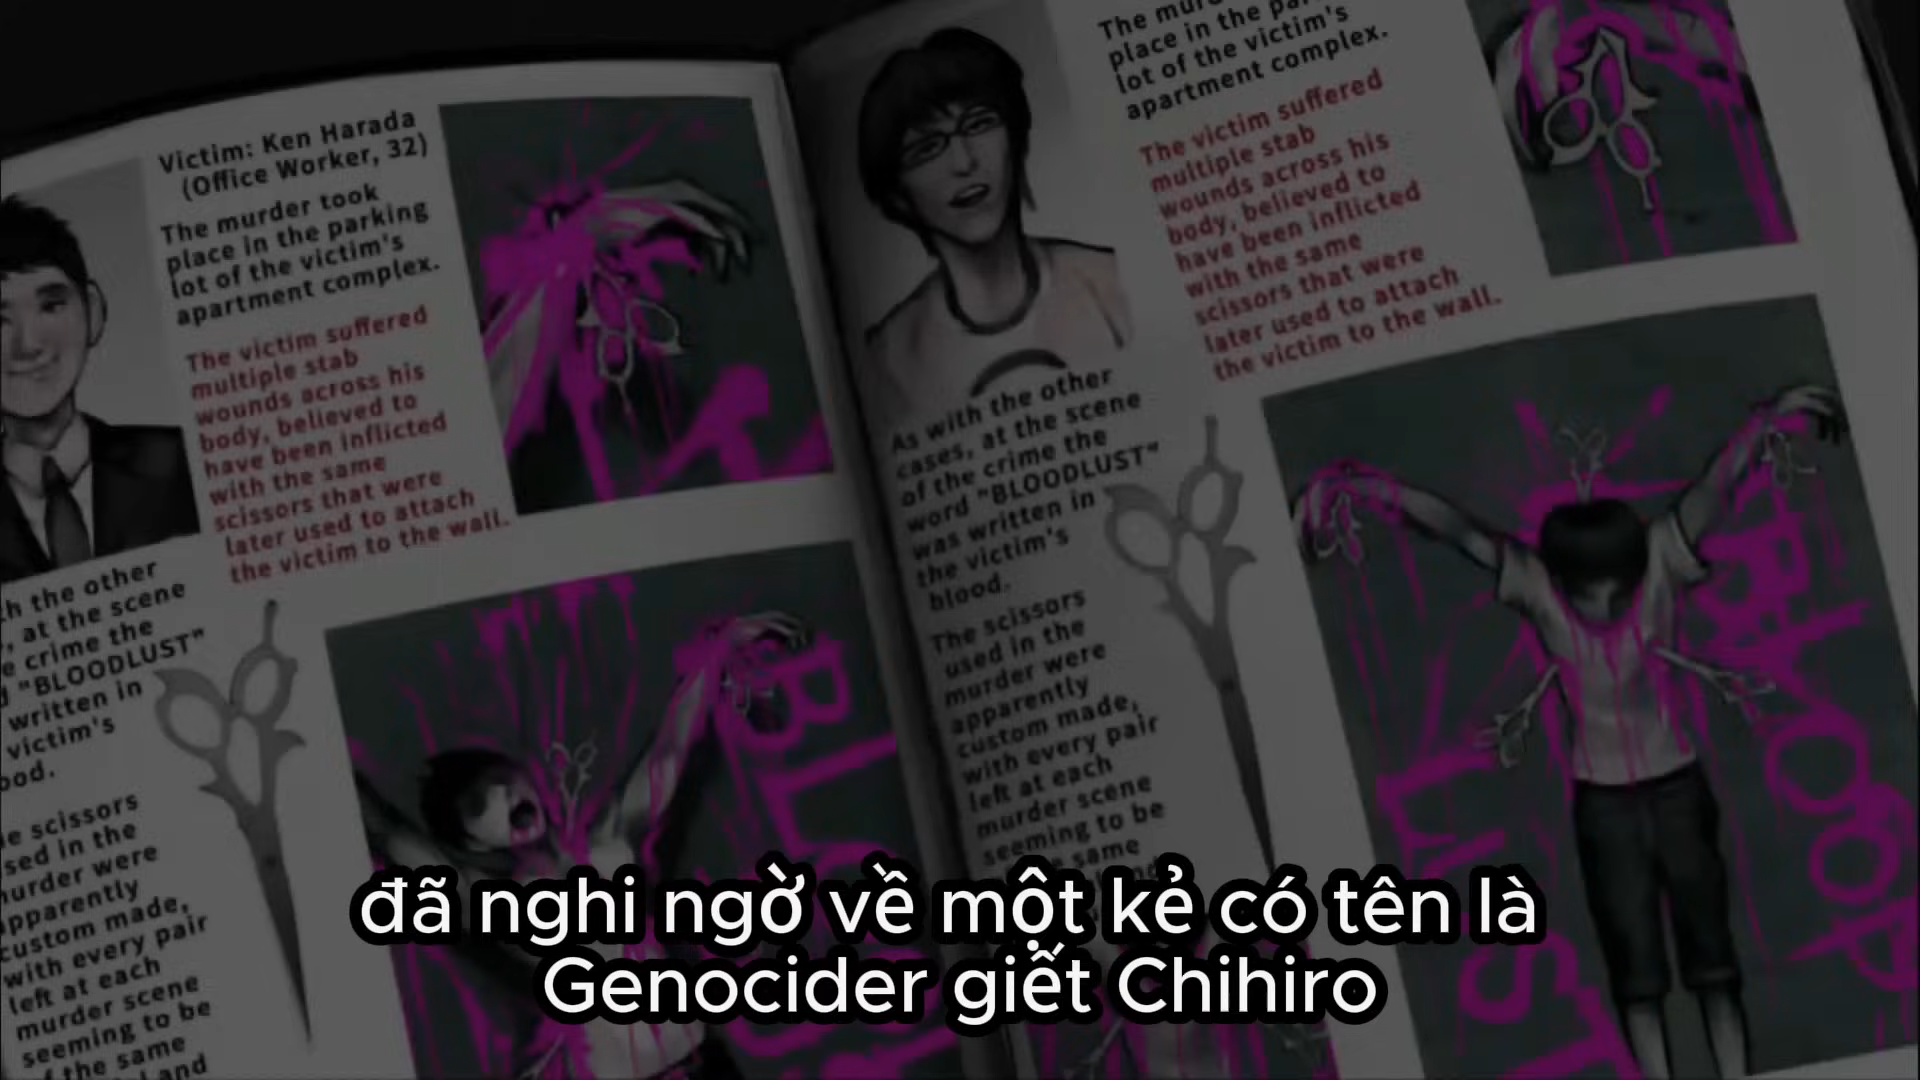 Victim: Ken Harada
(Office Worker, 32)
The murder took
place in the parking
lot of the victim's
apartment complex.
The victim suffered
multiple stab
wounds across his
body, believed to
have been inflicted
with the same
scissors that were
later used to attach
the victim to the wall.
the other
at the scene
crime the
"BLOODLUST"
written in
victim's
scissors
used in the
murder were
apparently
custom made,
with every pair
left at each
murder scene
seeming to be
the same
and
The
place in the
lot of the victim's
apartment complex.
The victim suffered
multiple stab
wounds across his
body, believed to
have been inflicted
with the same
scissors that were
later used to attach
the victim to the wall.
As with the other
cases, at the scene
of the crime the
word "BLOODLUST"
was written in
the victim's
blood.
The scissors
used in the
murder were
apparently
custom made,
with every pair
left at each
murder scene
seeming to be
same
BLOOD
LUST
đã nghi ngờ về một kẻ có tên là
Genocider giết Chihiro